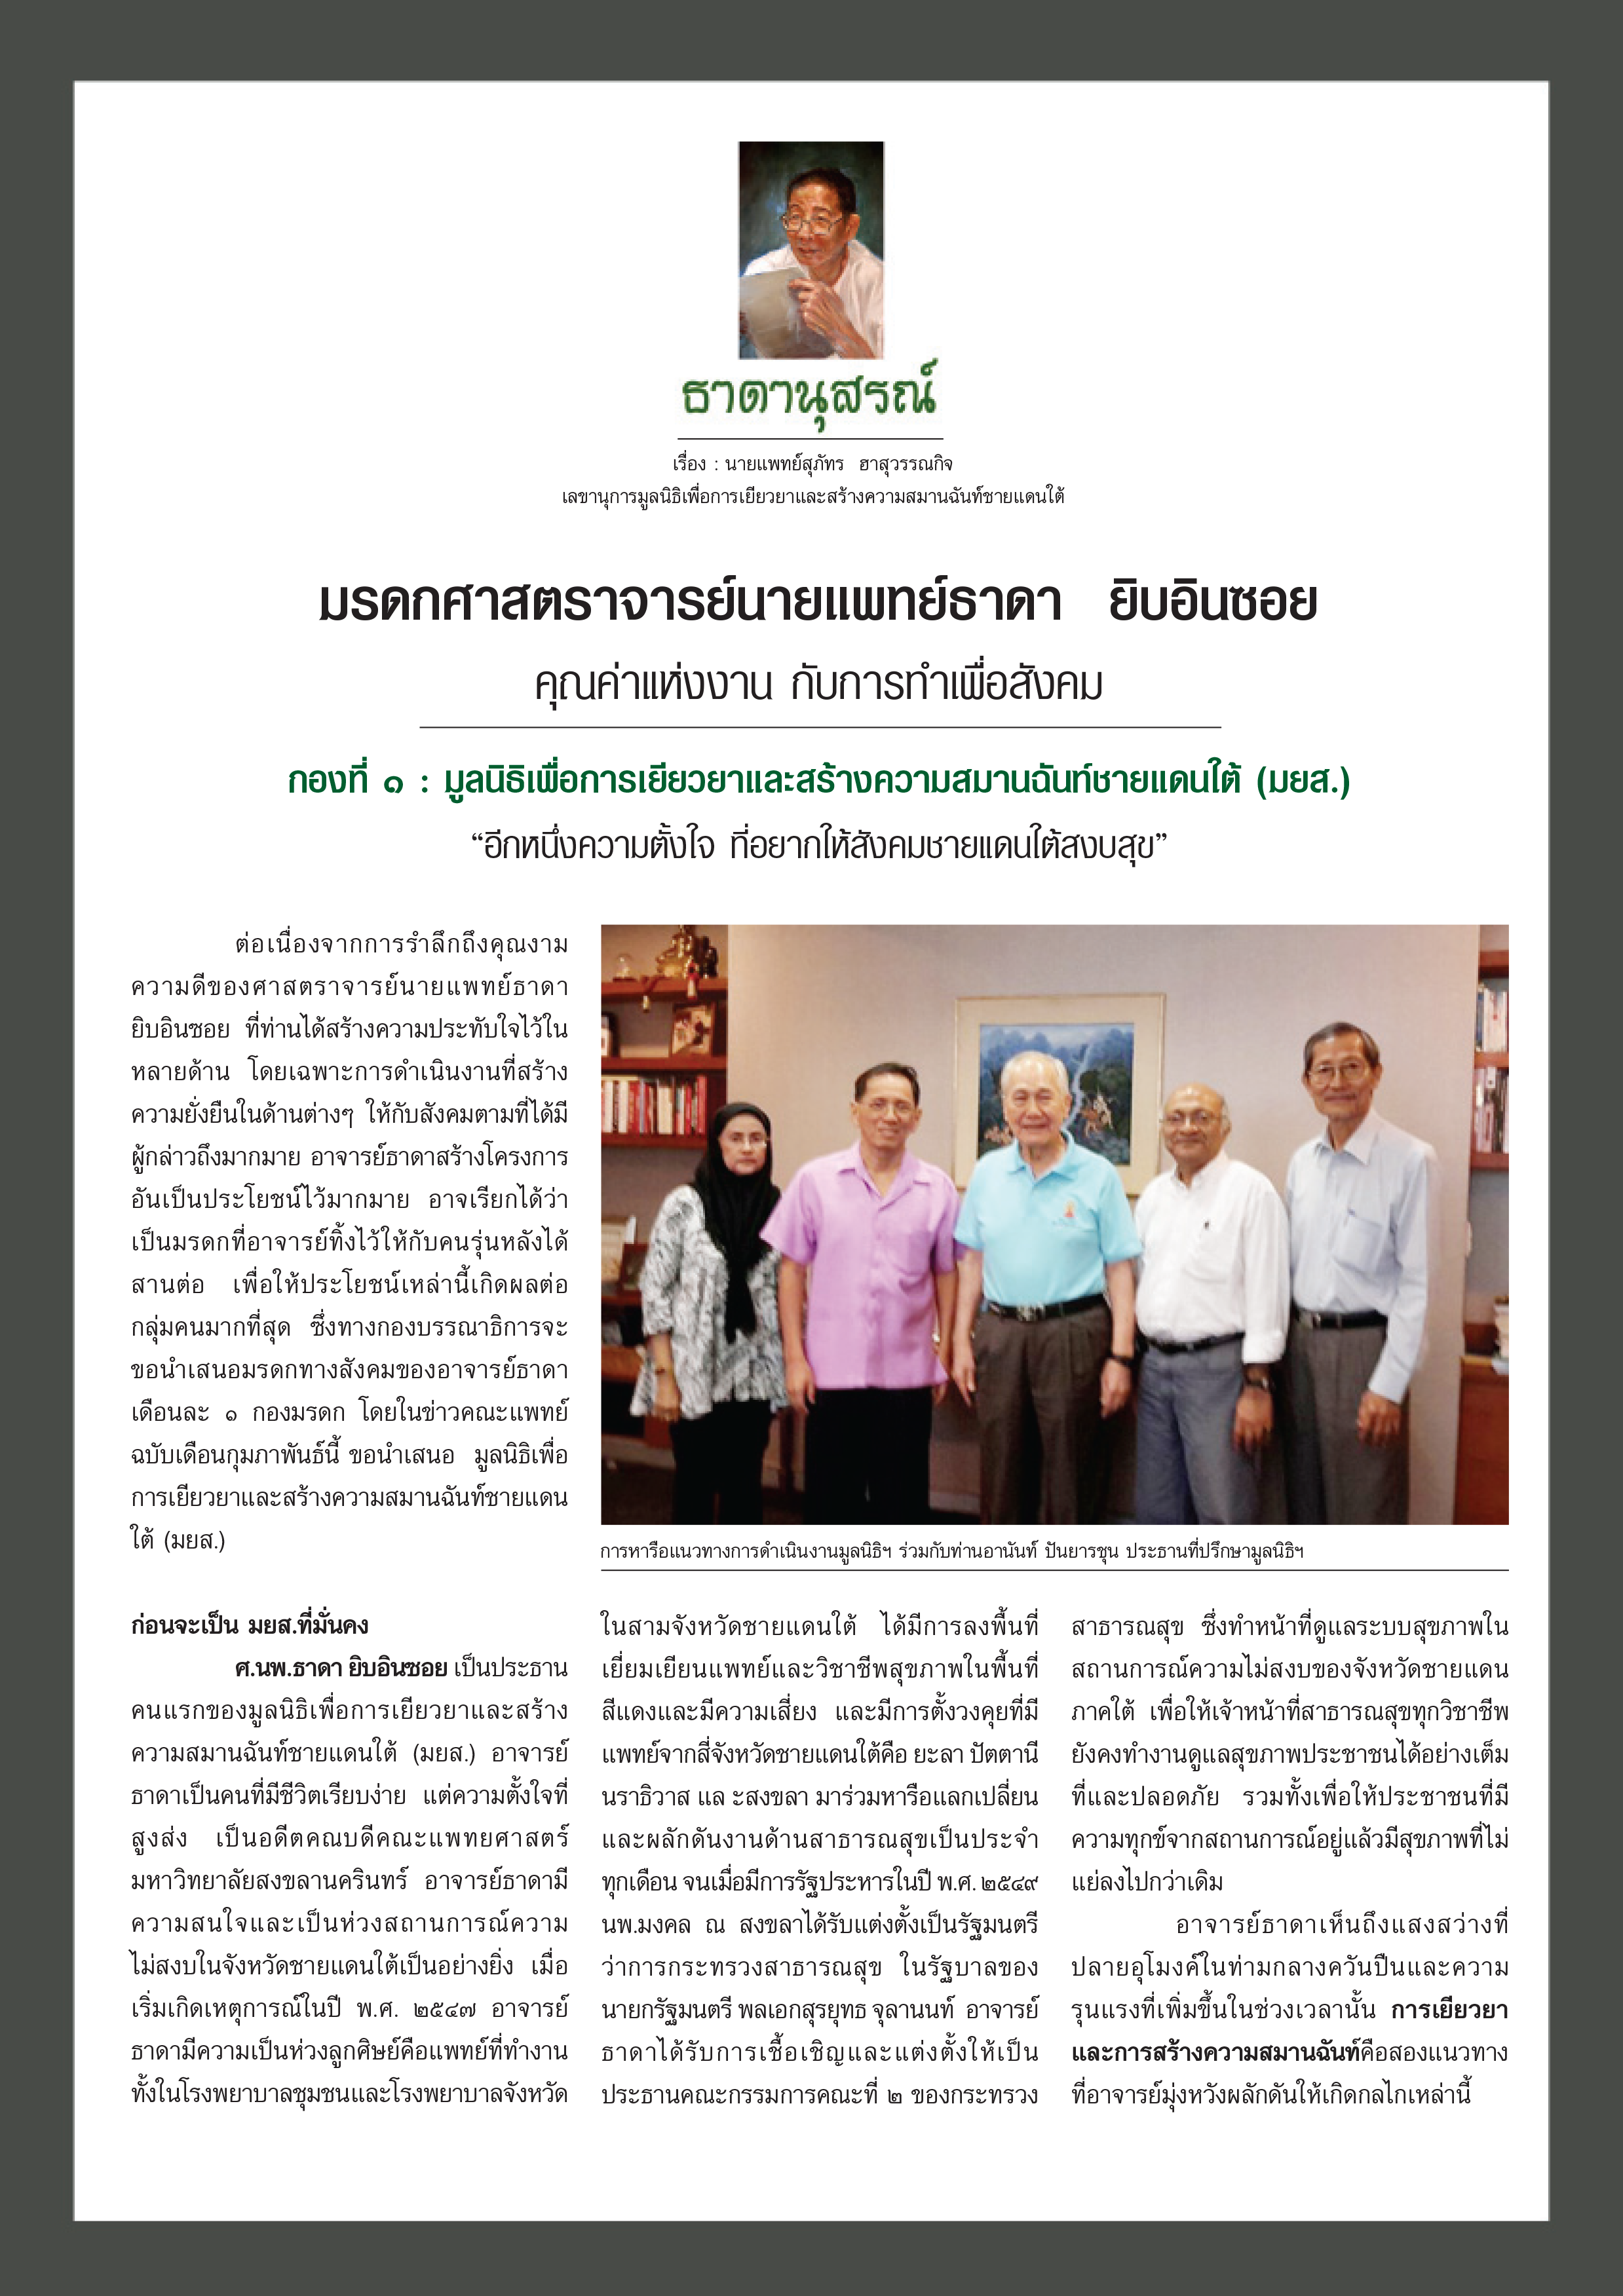 ธาดานุสรณ์
เรื่อง : นายแพทย์สุภัทร ฮาสุวรรณกิจ
เลขานุการมูลนิธิเพื่อการเยียวยาและสร้างความสมานฉันท์ชายแดนใต้
มรดกศาสตราจารย์นายแพทย์ธาดา ยิบอินซอย
คุณค่าแห่งงาน กับการทำเพื่อสังคม
กองที่ ๑ : มูลนิธิเพื่อการเยียวยาและสร้างความสมานฉันท์ชายแดนใต้ (มยส.)
“อีกหนึ่งความตั้งใจ ที่อยากให้สังคมชายแดนใต้สงบสุข”
ต่อเนื่องจากการรำลึกถึงคุณงาม
ความดีของศาสตราจารย์นายแพทย์ธาดา
ยิบอินซอย ที่ท่านได้สร้างความประทับใจไว้ใน
หลายด้าน โดยเฉพาะการดำเนินงานที่สร้าง
ความยั่งยืนในด้านต่างๆ ให้กับสังคมตามที่ได้มี
ผู้กล่าวถึงมากมาย อาจารย์ธาดาสร้างโครงการ
อันเป็นประโยชน์ไว้มากมาย อาจเรียกได้ว่า
เป็นมรดกที่อาจารย์ทิ้งไว้ให้กับคนรุ่นหลังได้
สานต่อ เพื่อให้ประโยชน์เหล่านี้เกิดผลต่อ
กลุ่มคนมากที่สุด ซึ่งทางกองบรรณาธิการจะ
ขอนำเสนอมรดกทางสังคมของอาจารย์ธาดา
เดือนละ ๑ กองมรดก โดยในข่าวคณะแพทย์
ฉบับเดือนกุมภาพันธ์นี้ ขอนำเสนอ มูลนิธิเพื่อ
การเยียวยาและสร้างความสมานฉันท์ชายแดน
ใต้ (มยส.)
การหารือแนวทางการดำเนินงานมูลนิธิฯ ร่วมกับท่านอานันท์ ปันยารชุน ประธานที่ปรึกษามูลนิธิฯ
ก่อนจะเป็น มยส.ที่มั่นคง
ศ.นพ.ธาดา ยิบอินซอย เป็นประธาน
คนแรกของมูลนิธิเพื่อการเยียวยาและสร้าง
ความสมานฉันท์ชายแดนใต้ (มยส.) อาจารย์
ธาดาเป็นคนที่มีชีวิตเรียบง่าย แต่ความตั้งใจที่
สูงส่ง เป็นอดีตคณบดีคณะแพทยศาสตร์
มหาวิทยาลัยสงขลานครินทร์ อาจารย์ธาดามี
ความสนใจและเป็นห่วงสถานการณ์ความ
ไม่สงบในจังหวัดชายแดนใต้เป็นอย่างยิ่ง เมื่อ
เริ่มเกิดเหตุการณ์ในปี พ.ศ. ๒๕๔๗ อาจารย์
ธาดามีความเป็นห่วงลูกศิษย์คือแพทย์ที่ทำงาน
ทั้งในโรงพยาบาลชุมชนและโรงพยาบาลจังหวัด
ในสามจังหวัดชายแดนใต้ ได้มีการลงพื้นที่
เยี่ยมเยียนแพทย์และวิชาชีพสุขภาพในพื้นที่
สีแดงและมีความเสี่ยง และมีการตั้งวงคุยที่มี
แพทย์จากสี่จังหวัดชายแดนใต้คือ ยะลา ปัตตานี
นราธิวาส แล ะสงขลา มาร่วมหารือแลกเปลี่ยน
และผลักดันงานด้านสาธารณสุขเป็นประจำ
ทุกเดือน จนเมื่อมีการรัฐประหารในปี พ.ศ. ๒๕๔๙
นพ.มงคล ณ สงขลาได้รับแต่งตั้งเป็นรัฐมนตรี
ว่าการกระทรวงสาธารณสุข ในรัฐบาลของ
นายกรัฐมนตรี พลเอกสุรยุทธ จุลานนท์ อาจารย์
ธาดาได้รับการเชื้อเชิญและแต่งตั้งให้เป็น
ประธานคณะกรรมการคณะที่ ๒ ของกระทรวง
สาธารณสุข ซึ่งทำหน้าที่ดูแลระบบสุขภาพใน
สถานการณ์ความไม่สงบของจังหวัดชายแดน
ภาคใต้ เพื่อให้เจ้าหน้าที่สาธารณสุขทุกวิชาชีพ
ยังคงทำงานดูแลสุขภาพประชาชนได้อย่างเต็ม
ที่และปลอดภัย รวมทั้งเพื่อให้ประชาชนที่มี
ความทุกข์จากสถานการณ์อยู่แล้วมีสุขภาพที่ไม่
แย่ลงไปกว่าเดิม
อาจารย์ธาดาเห็นถึงแสงสว่างที่
ปลายอุโมงค์ในท่ามกลางควันปืนและความ
รุนแรงที่เพิ่มขึ้นในช่วงเวลานั้น การเยียวยา
และการสร้างความสมานฉันท์คือสองแนวทาง
ที่อาจารย์มุ่งหวังผลักดันให้เกิดกลไกเหล่านี้